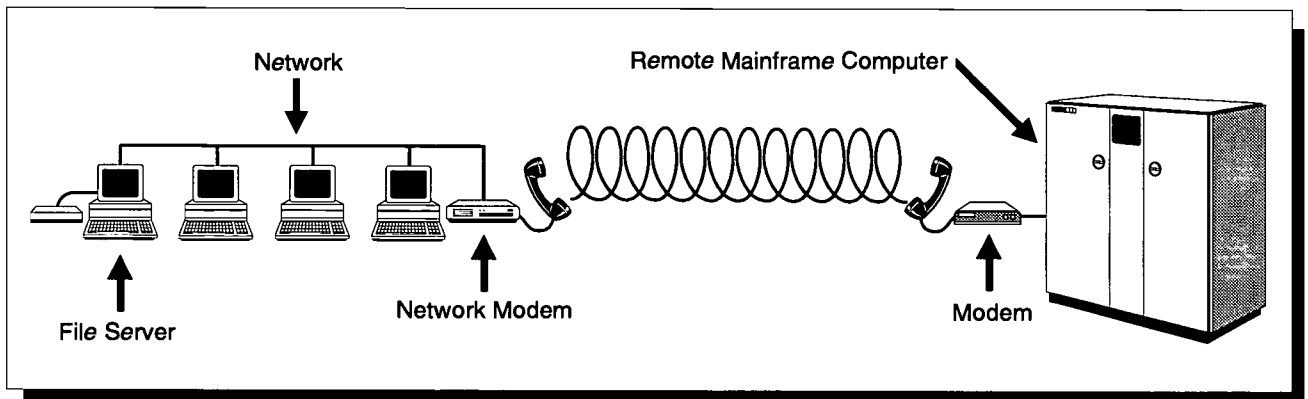 Network
Remote Mainframe Computer
Network Modem
Modem
File Server